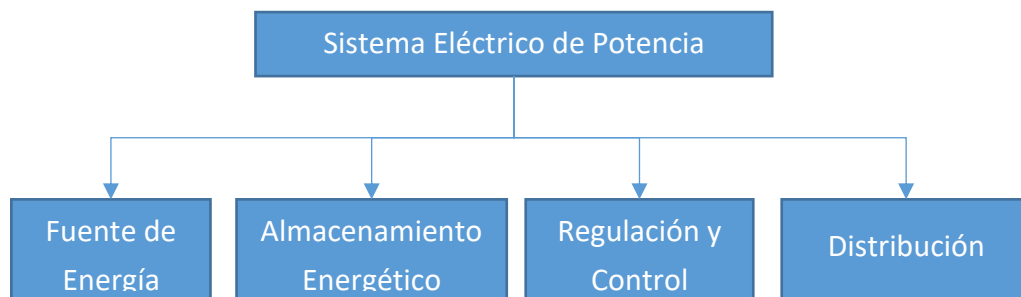 Sistema Eléctrico de Potencia
Fuente de
Energía
Almacenamiento
Energético
Regulación y
Control
Distribución